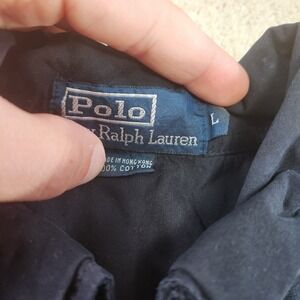 Polo
Ralph Lauren
L
MADE IN HONG KONG
100% COTTON